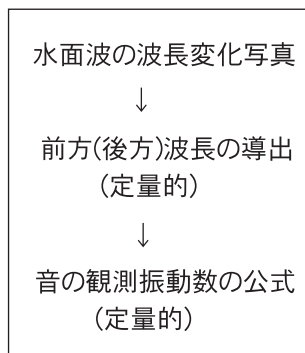 水面波の波長変化写真
↓
前方(後方)波長の導出
(定量的)
↓
音の観測振動数の公式
(定量的)